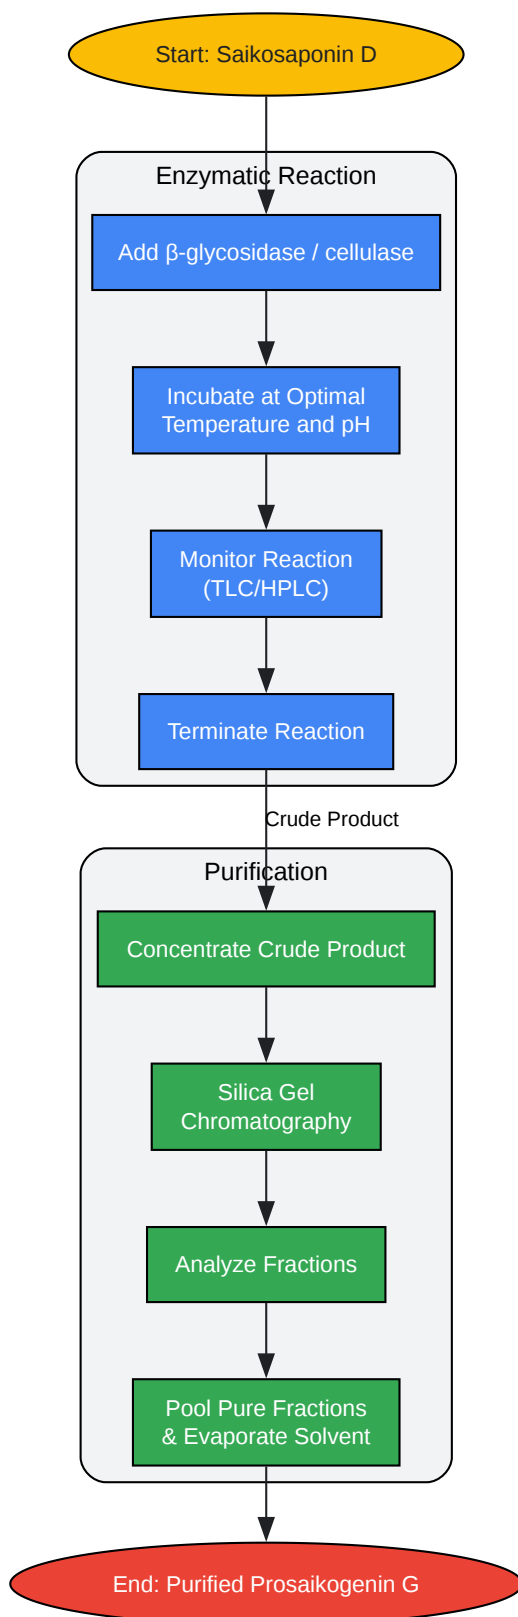 Start: Saikosaponin D
Enzymatic Reaction
Add β-glycosidase / cellulase
Incubate at Optimal
Temperature and pH
Monitor Reaction
(TLC/HPLC)
Terminate Reaction
Crude Product
Purification
Concentrate Crude Product
Silica Gel
Chromatography
Analyze Fractions
Pool Pure Fractions
& Evaporate Solvent
End: Purified Prosaikogenin G